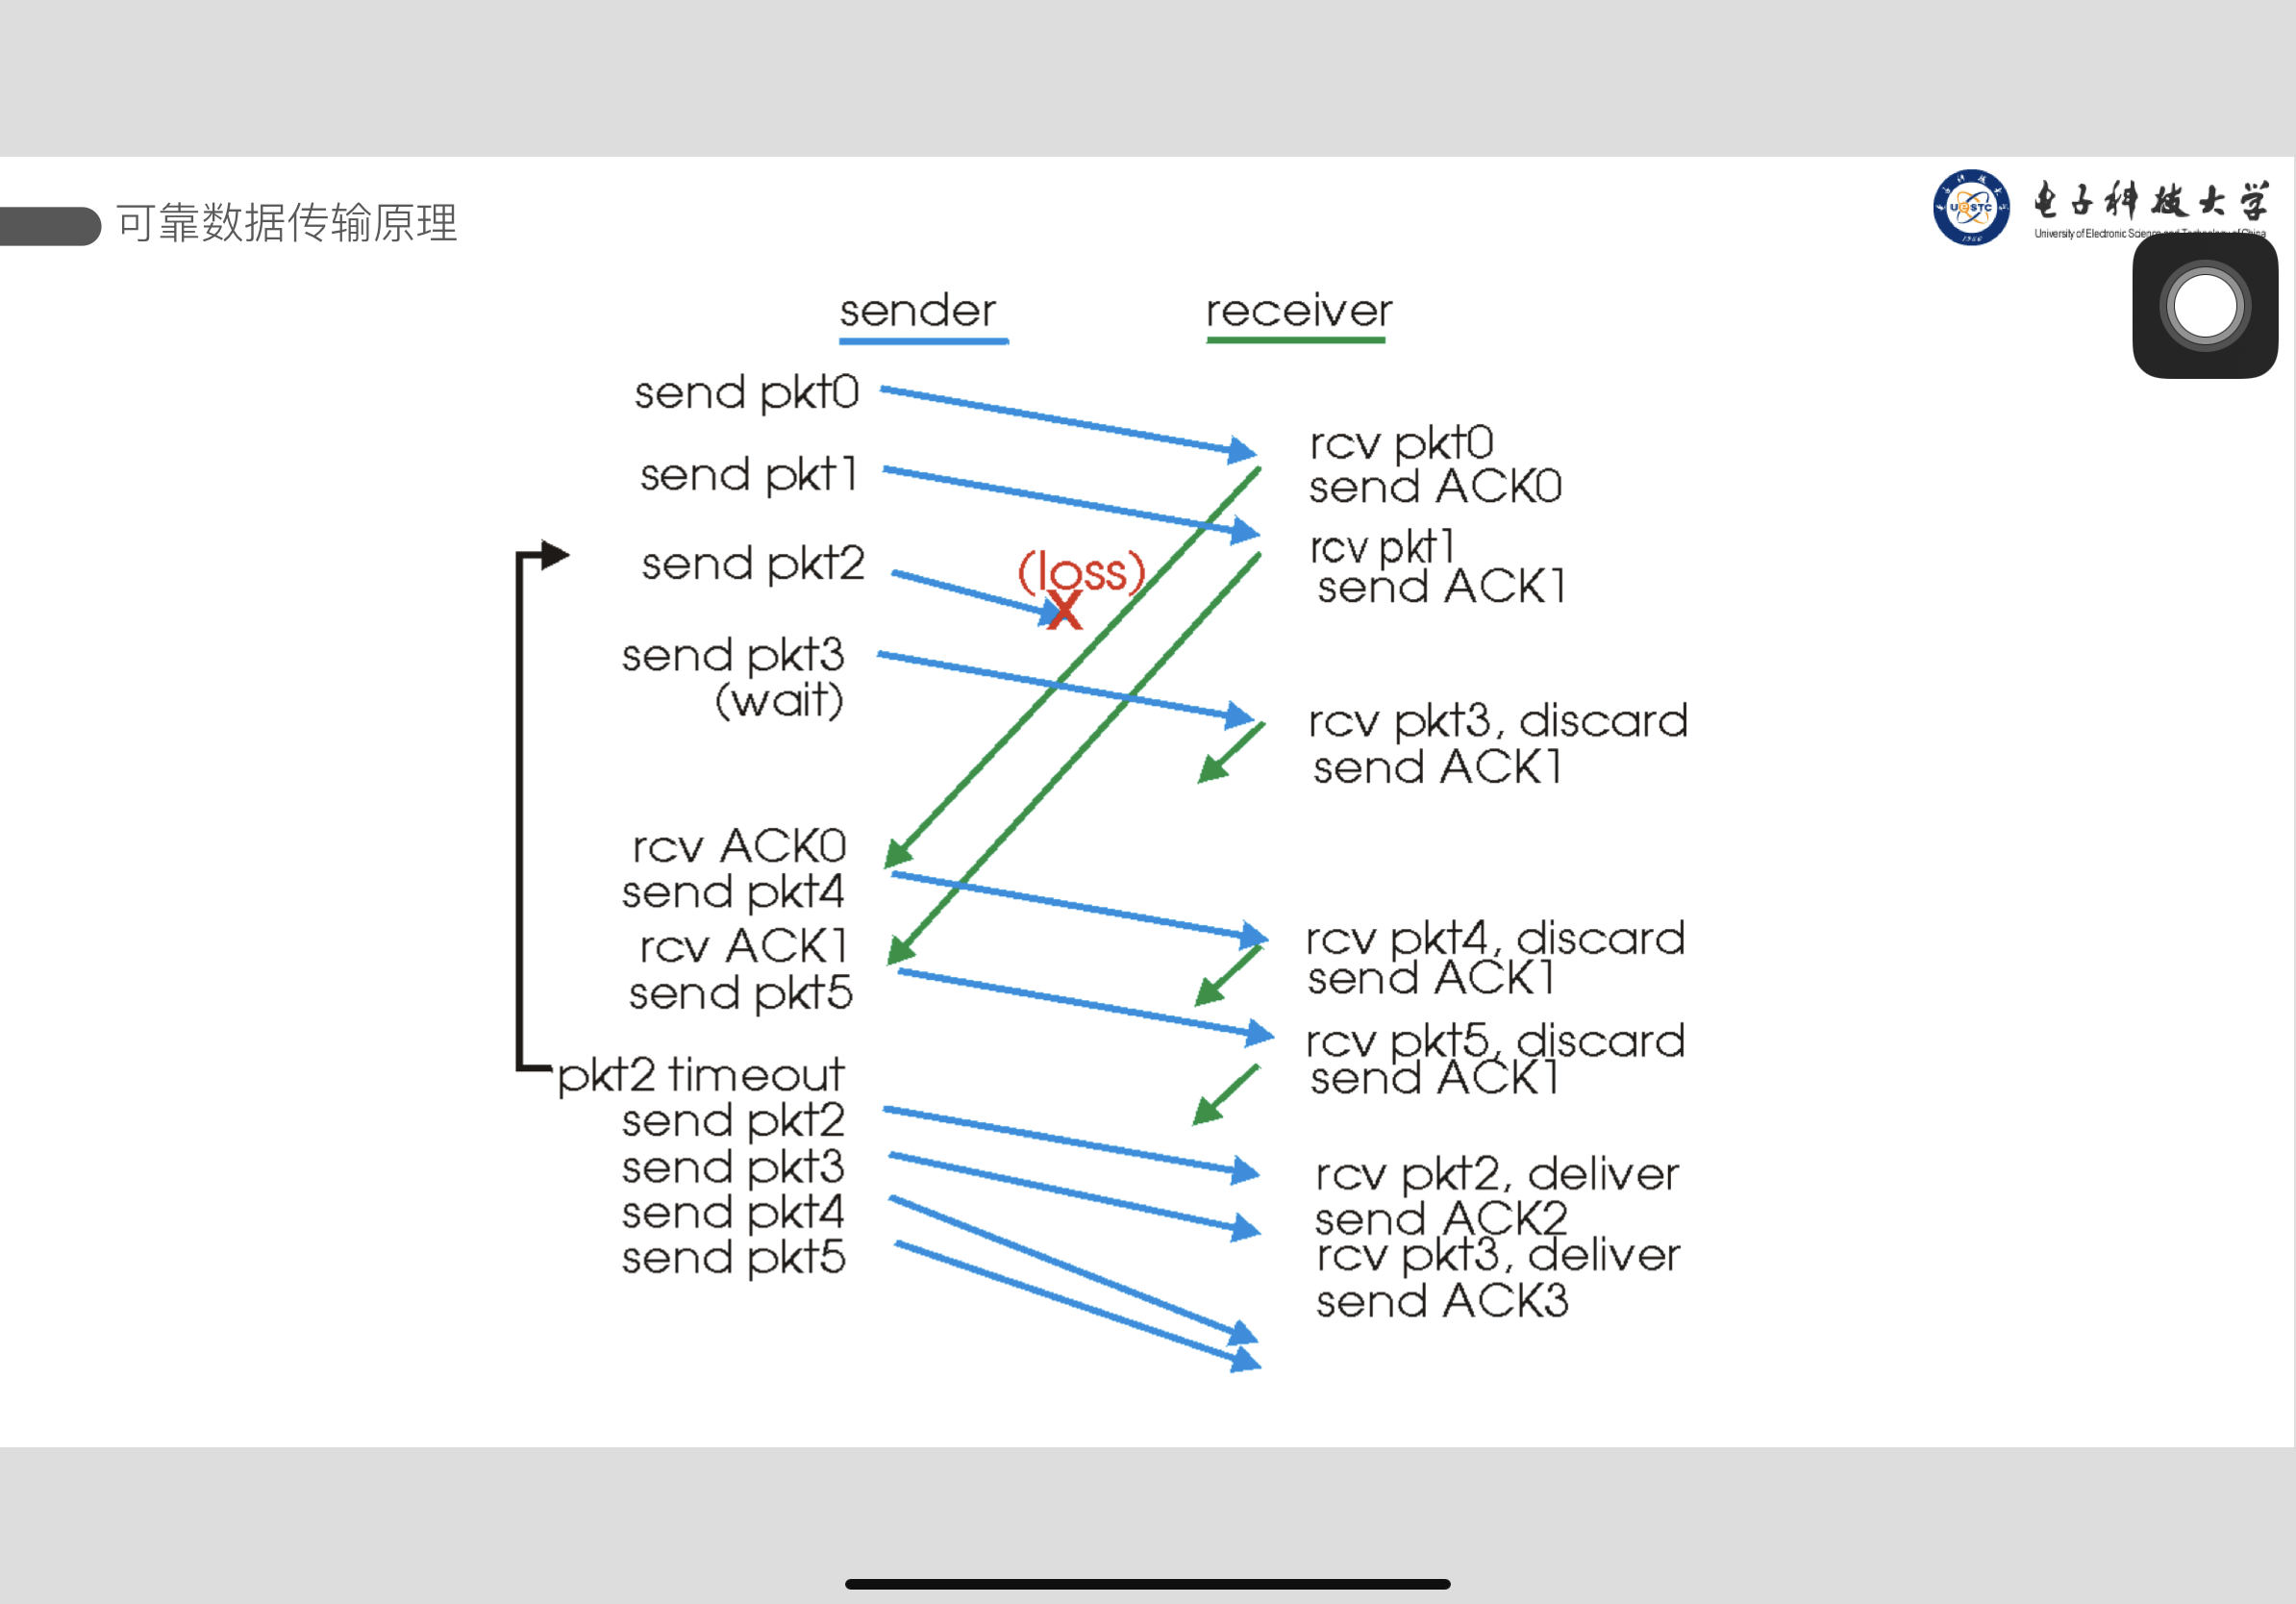 可靠数据传输原理
电子科技大学
University of Electronic Science and Technology of China
UESTC
1956
sender
receiver
send pkt0
rcv pkt0
send ACK0
send pkt1
rcv pkt1
send ACK1
send pkt2
(loss)
X
send pkt3
(wait)
rcv pkt3, discard
send ACK1
rcv ACK0
send pkt4
rcv pkt4, discard
send ACK1
rcv ACK1
send pkt5
rcv pkt5, discard
send ACK1
pkt2 timeout
send pkt2
send pkt3
send pkt4
send pkt5
rcv pkt2, deliver
send ACK2
rcv pkt3, deliver
send ACK3